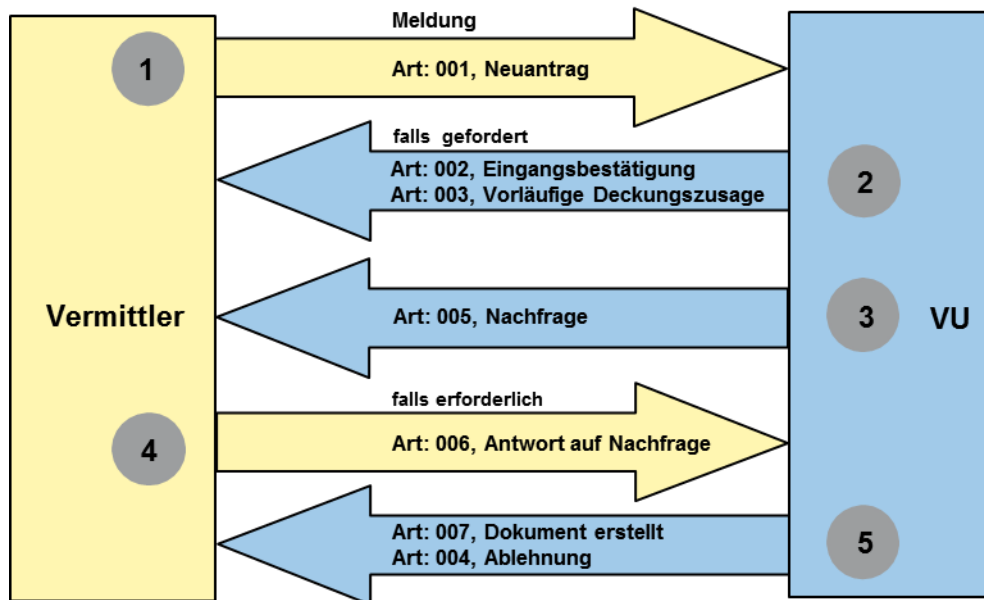 Meldung
1
Art: 001, Neuantrag
falls gefordert
Art: 002, Eingangsbestätigung
Art: 003, Vorläufige Deckungszusage
2
Vermittler
Art: 005, Nachfrage
3
VU
falls erforderlich
4
Art: 006, Antwort auf Nachfrage
Art: 007, Dokument erstellt
Art: 004, Ablehnung
5